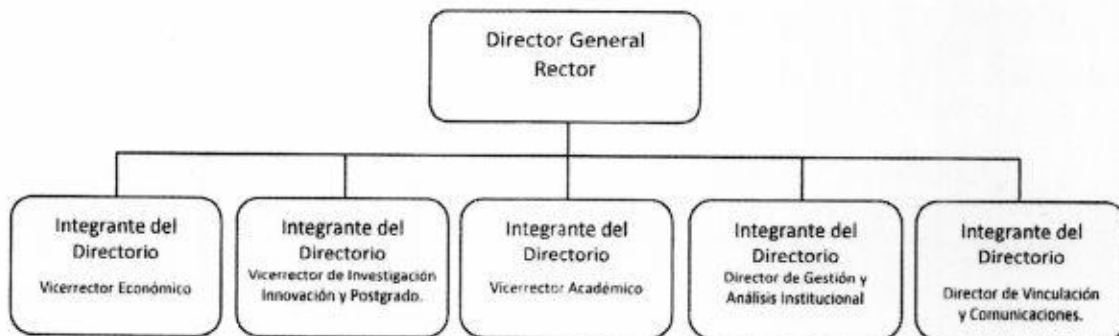 Director General
Rector
Integrante del
Directorio
Vicerrector Económico
Integrante del
Directorio
Vicerrector de Investigación
Innovación y Postgrado.
Integrante del
Directorio
Vicerrector Académico
Integrante del
Directorio
Director de Gestión y
Análisis Institucional
Integrante del
Directorio
Director de Vinculación
y Comunicaciones.